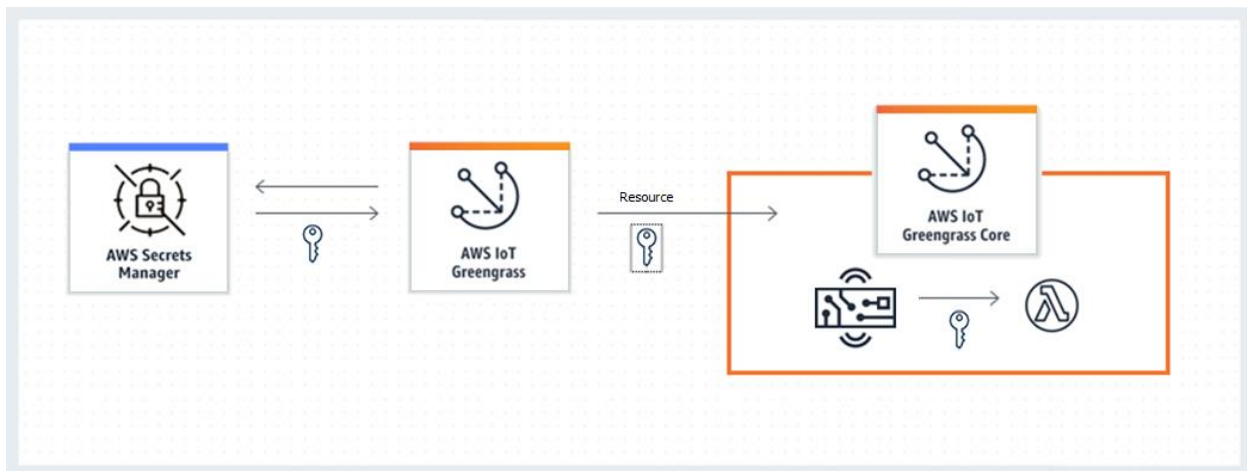 AWS Secrets
Manager
AWS IoT
Greengrass
Resource
AWS IoT
Greengrass Core